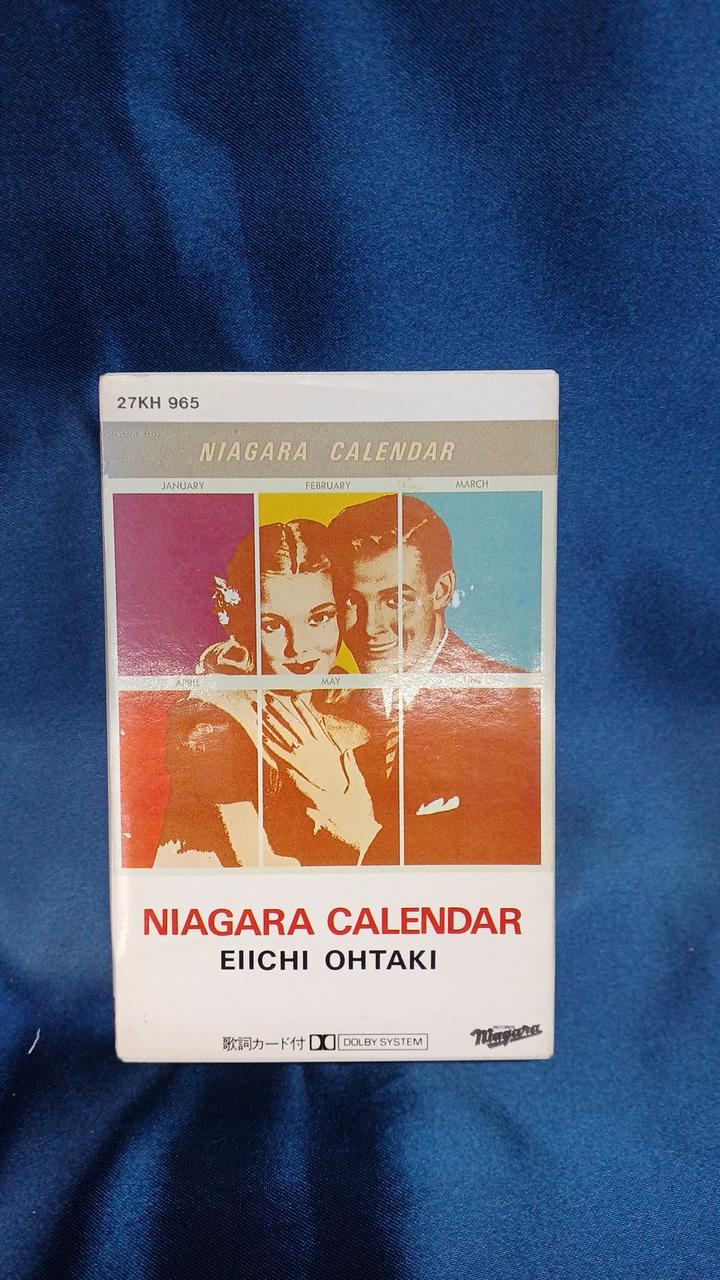 27KH 965
NIAGARA CALENDAR
JANUARY FEBRUARY MARCH
APRIL MAY
NIAGARA CALENDAR
EIICHI OHTAKI
歌詞カード付 DOLBY SYSTEM
RECORDS
Niagara